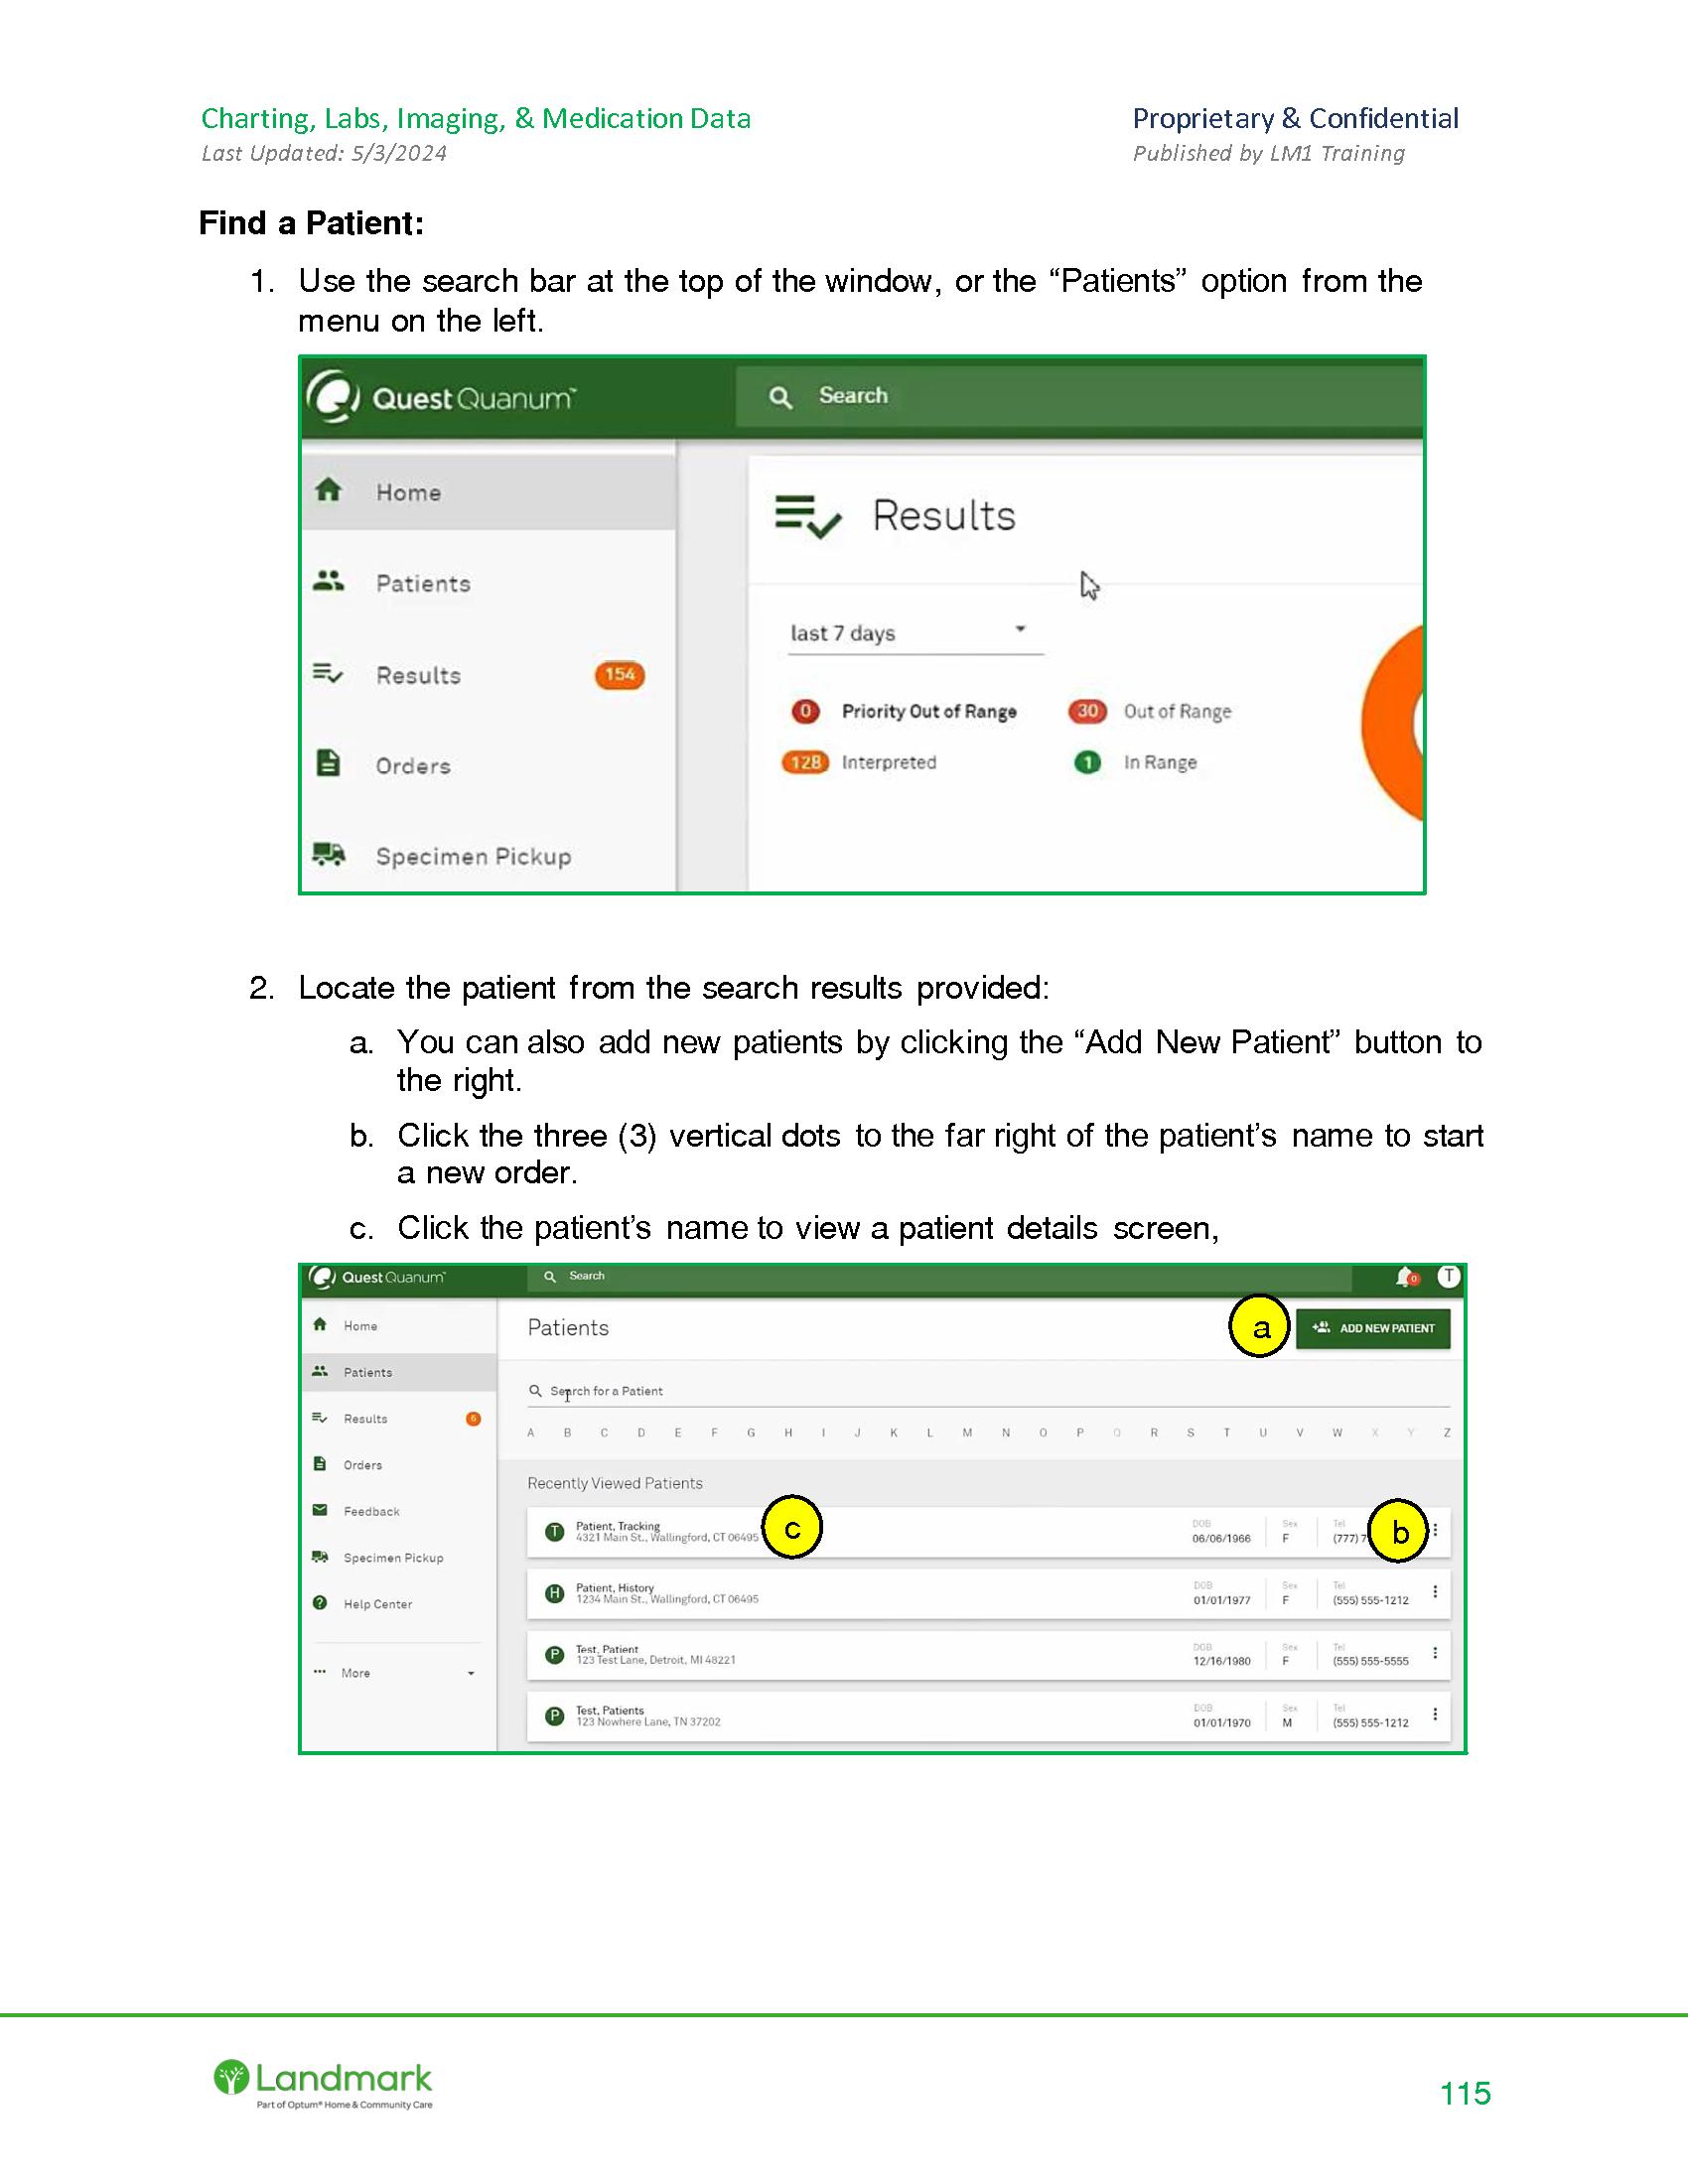 Charting, Labs, Imaging, & Medication Data
Proprietary & Confidential
Last Updated: 5/3/2024
Published by LM1 Training
Find a Patient:
1. Use the search bar at the top of the window, or the “Patients” option from the
menu on the left.
Quest Quanum™
Search
Home
Patients
Results 154
Orders
Specimen Pickup
Results
last 7 days
0 Priority Out of Range 30 Out of Range
128 Interpreted 1 In Range
2. Locate the patient from the search results provided:
a. You can also add new patients by clicking the “Add New Patient” button to
the right.
b. Click the three (3) vertical dots to the far right of the patient’s name to start
a new order.
c. Click the patient’s name to view a patient details screen,
Quest Quanum™
Search
0 T
Home
Patients
Results 6
Orders
Feedback
Specimen Pickup
Help Center
More
Patients
a
ADD NEW PATIENT
Search for a Patient
A B C D E F G H I J K L M N O P Q R S T U V W X Y Z
Recently Viewed Patients
T Patient, Tracking
4321 Main St., Wallingford, CT 06495
c
DOB Sex Tel
06/06/1966 F (777) 7
b
H Patient, History
1234 Main St., Wallingford, CT 06495
DOB Sex Tel
01/01/1977 F (555) 555-1212
P Test, Patient
123 Test Lane, Detroit, MI 48221
DOB Sex Tel
12/16/1980 F (555) 555-5555
P Test, Patients
123 Nowhere Lane, TN 37202
DOB Sex Tel
01/01/1970 M (555) 555-1212
Landmark
Part of Optum® Home & Community Care
115